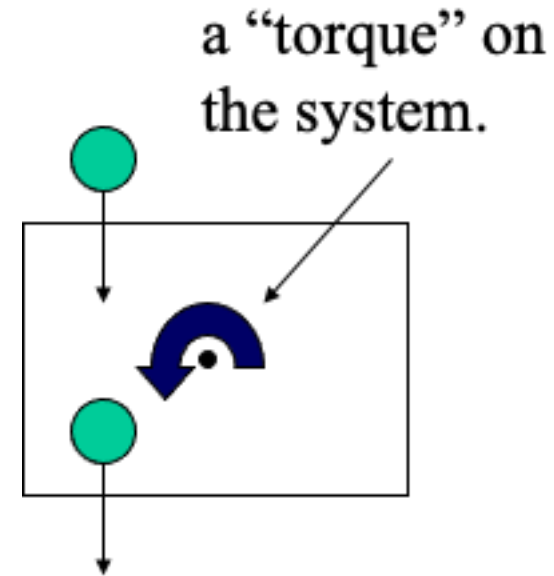 a “torque” on
the system.